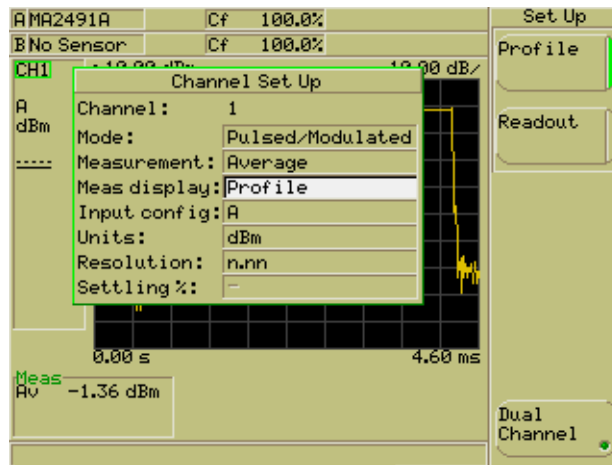 A MA2491A Cf 100.0%
Set Up
B No Sensor Cf 100.0%
Profile
CH1
Channel Set Up
00 dB/
A
dBm
-----
Channel: 1
Mode: Pulsed/Modulated
Measurement: Average
Meas display: Profile
Input config: A
Units: dBm
Resolution: n.nn
Settling %: -
Readout
0.00 s
4.60 ms
Meas
Av -1.36 dBm
Dual
Channel